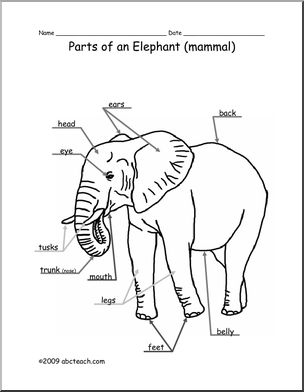 Name Date
Parts of an Elephant (mammal)
ears
back
head
eye
tusks
trunk (nose)
mouth
legs
belly
feet
©2009 abcteach.com